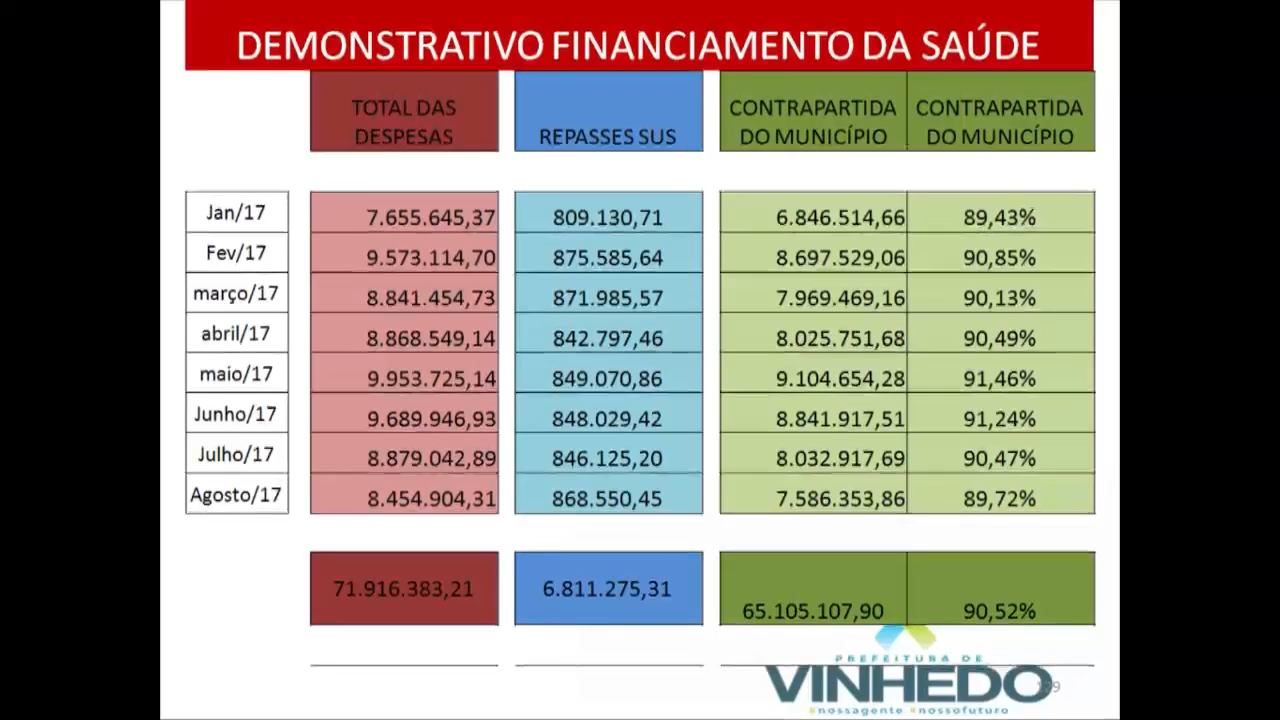 DEMONSTRATIVO FINANCIAMENTO DA SAÚDE
TOTAL DAS DESPESAS REPASSES SUS CONTRAPARTIDA DO MUNICÍPIO CONTRAPARTIDA DO MUNICÍPIO
Jan/17 7.655.645,37 809.130,71 6.846.514,66 89,43%
Fev/17 9.573.114,70 875.585,64 8.697.529,06 90,85%
março/17 8.841.454,73 871.985,57 7.969.469,16 90,13%
abril/17 8.868.549,14 842.797,46 8.025.751,68 90,49%
maio/17 9.953.725,14 849.070,86 9.104.654,28 91,46%
Junho/17 9.689.946,93 848.029,42 8.841.917,51 91,24%
Julho/17 8.879.042,89 846.125,20 8.032.917,69 90,47%
Agosto/17 8.454.904,31 868.550,45 7.586.353,86 89,72%
71.916.383,21 6.811.275,31 65.105.107,90 90,52%
PREFEITURA DE
VINHEDO
#nossagente #nossofuturo